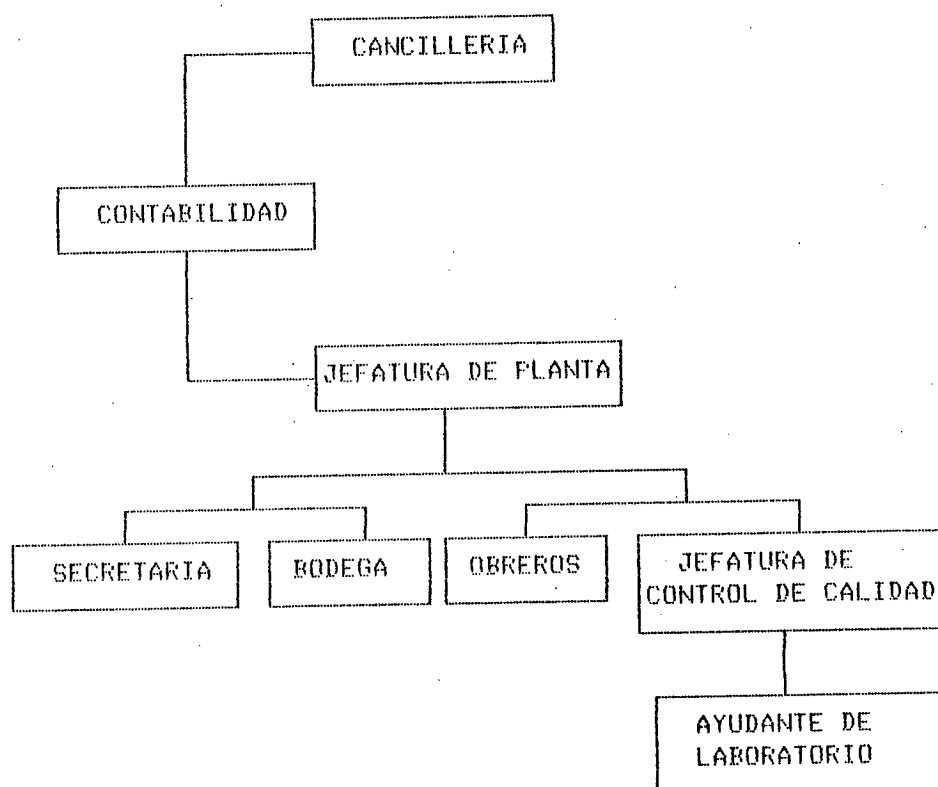 CANCILLERIA
CONTABILIDAD
JEFATURA DE PLANTA
SECRETARIA
BODEGA
OBREROS
JEFATURA DE
CONTROL DE CALIDAD
AYUDANTE DE
LABORATORIO